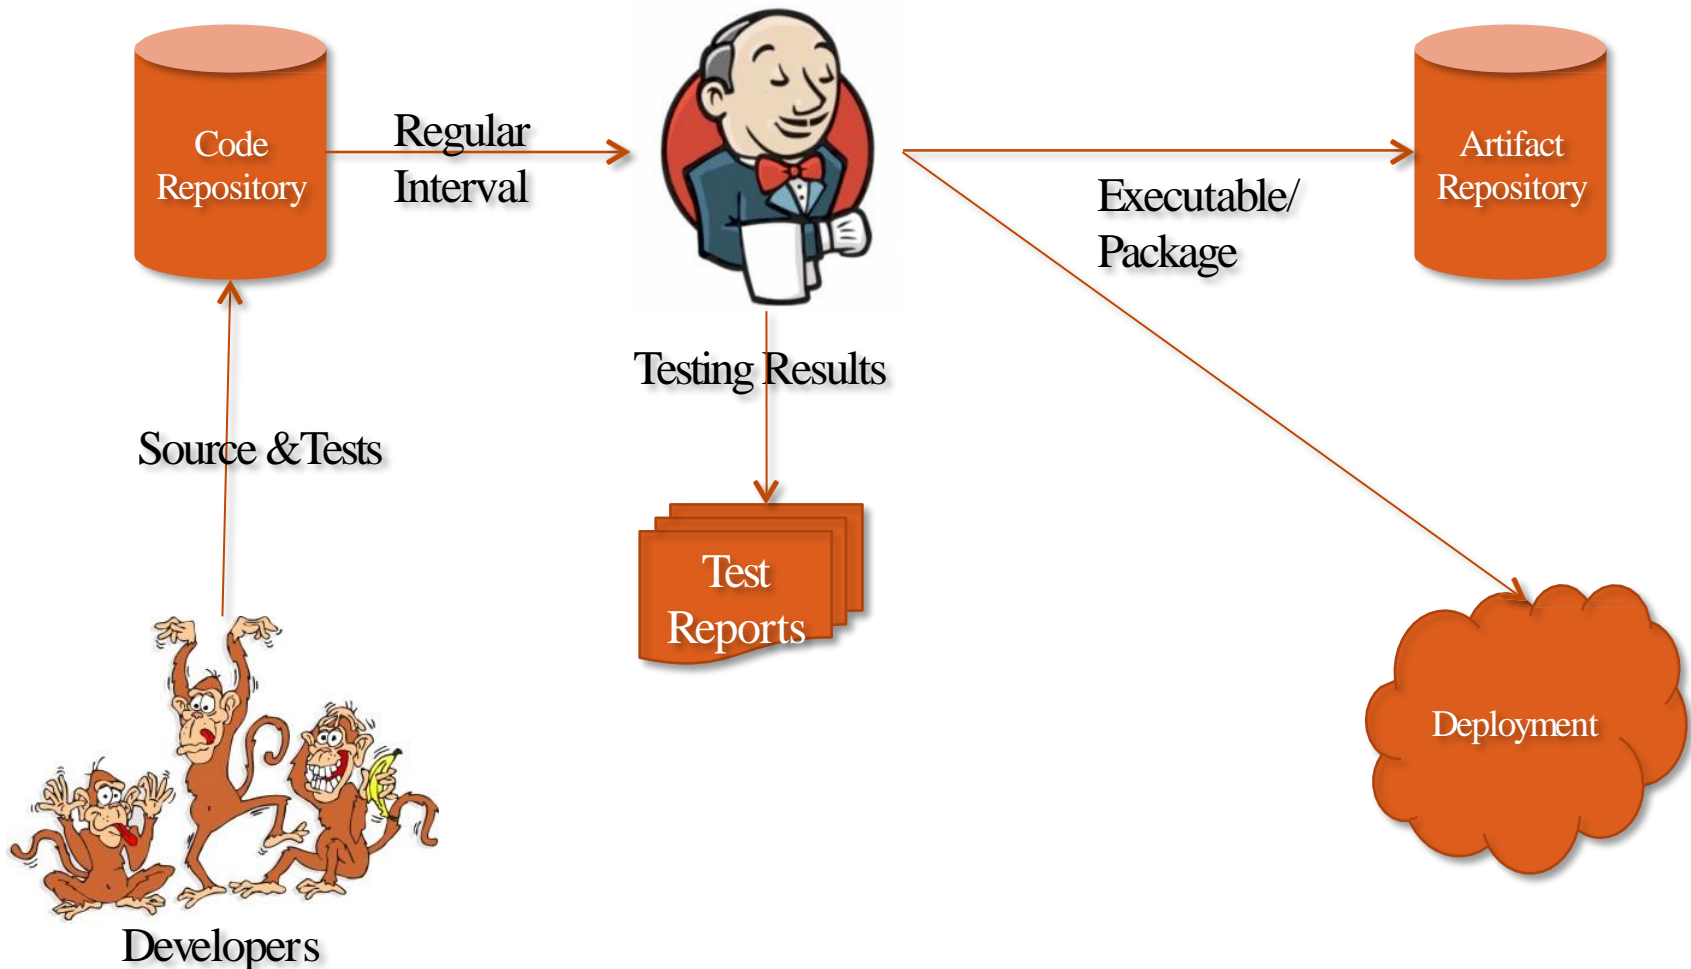 Code
Repository
Regular
Interval
Executable/
Package
Artifact
Repository
Testing Results
Source &Tests
Test
Reports
Deployment
Developers